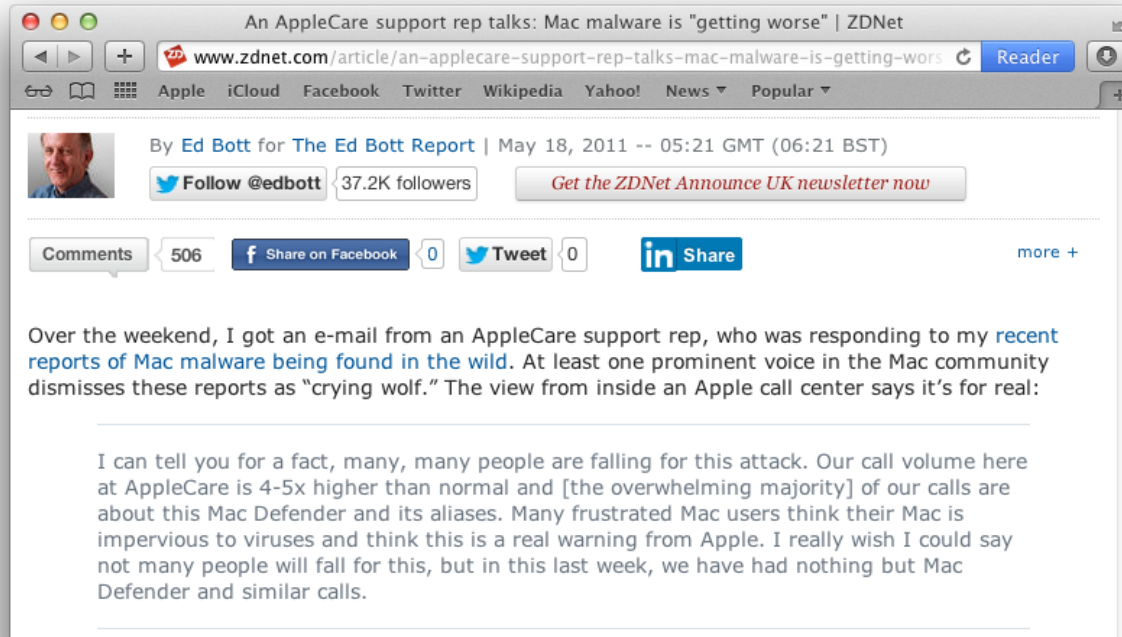 An AppleCare support rep talks: Mac malware is "getting worse" | ZDNet
www.zdnet.com/article/an-applecare-support-rep-talks-mac-malware-is-getting-wors
Reader
Apple iCloud Facebook Twitter Wikipedia Yahoo! News ▼ Popular ▼
By Ed Bott for The Ed Bott Report | May 18, 2011 -- 05:21 GMT (06:21 BST)
Follow @edbott 37.2K followers Get the ZDNet Announce UK newsletter now
Comments 506 f Share on Facebook 0 Tweet 0 in Share more +
Over the weekend, I got an e-mail from an AppleCare support rep, who was responding to my recent
reports of Mac malware being found in the wild. At least one prominent voice in the Mac community
dismisses these reports as “crying wolf.” The view from inside an Apple call center says it’s for real:
I can tell you for a fact, many, many people are falling for this attack. Our call volume here
at AppleCare is 4-5x higher than normal and [the overwhelming majority] of our calls are
about this Mac Defender and its aliases. Many frustrated Mac users think their Mac is
impervious to viruses and think this is a real warning from Apple. I really wish I could say
not many people will fall for this, but in this last week, we have had nothing but Mac
Defender and similar calls.